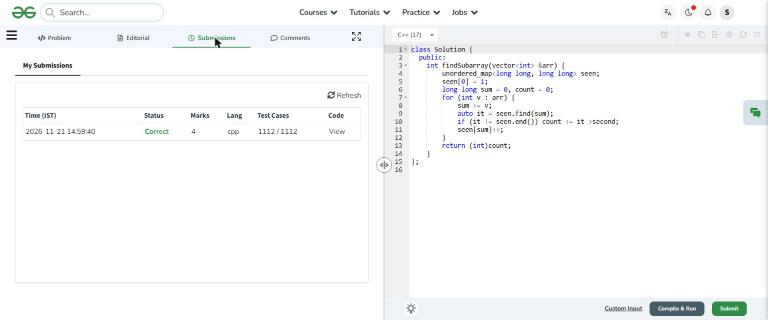 Search...
Courses Tutorials Practice Jobs
S
</> Problem Editorial Submissions Comments
C++ (17)
My Submissions
Refresh
Time (IST) Status Marks Lang Test Cases Code
2026-11-21 14:59:40 Correct 4 cpp 1112 / 1112 View
1 class Solution {
2 public:
3 int findSubarray(vector<int> &arr) {
4 unordered_map<long long, long long> seen;
5 seen[0] = 1;
6 long long sum = 0, count = 0;
7 for (int v : arr) {
8 sum += v;
9 auto it = seen.find(sum);
10 if (it != seen.end()) count += it->second;
11 seen[sum]++;
12 }
13 return (int)count;
14 }
15 };
16
Custom Input Compile & Run Submit